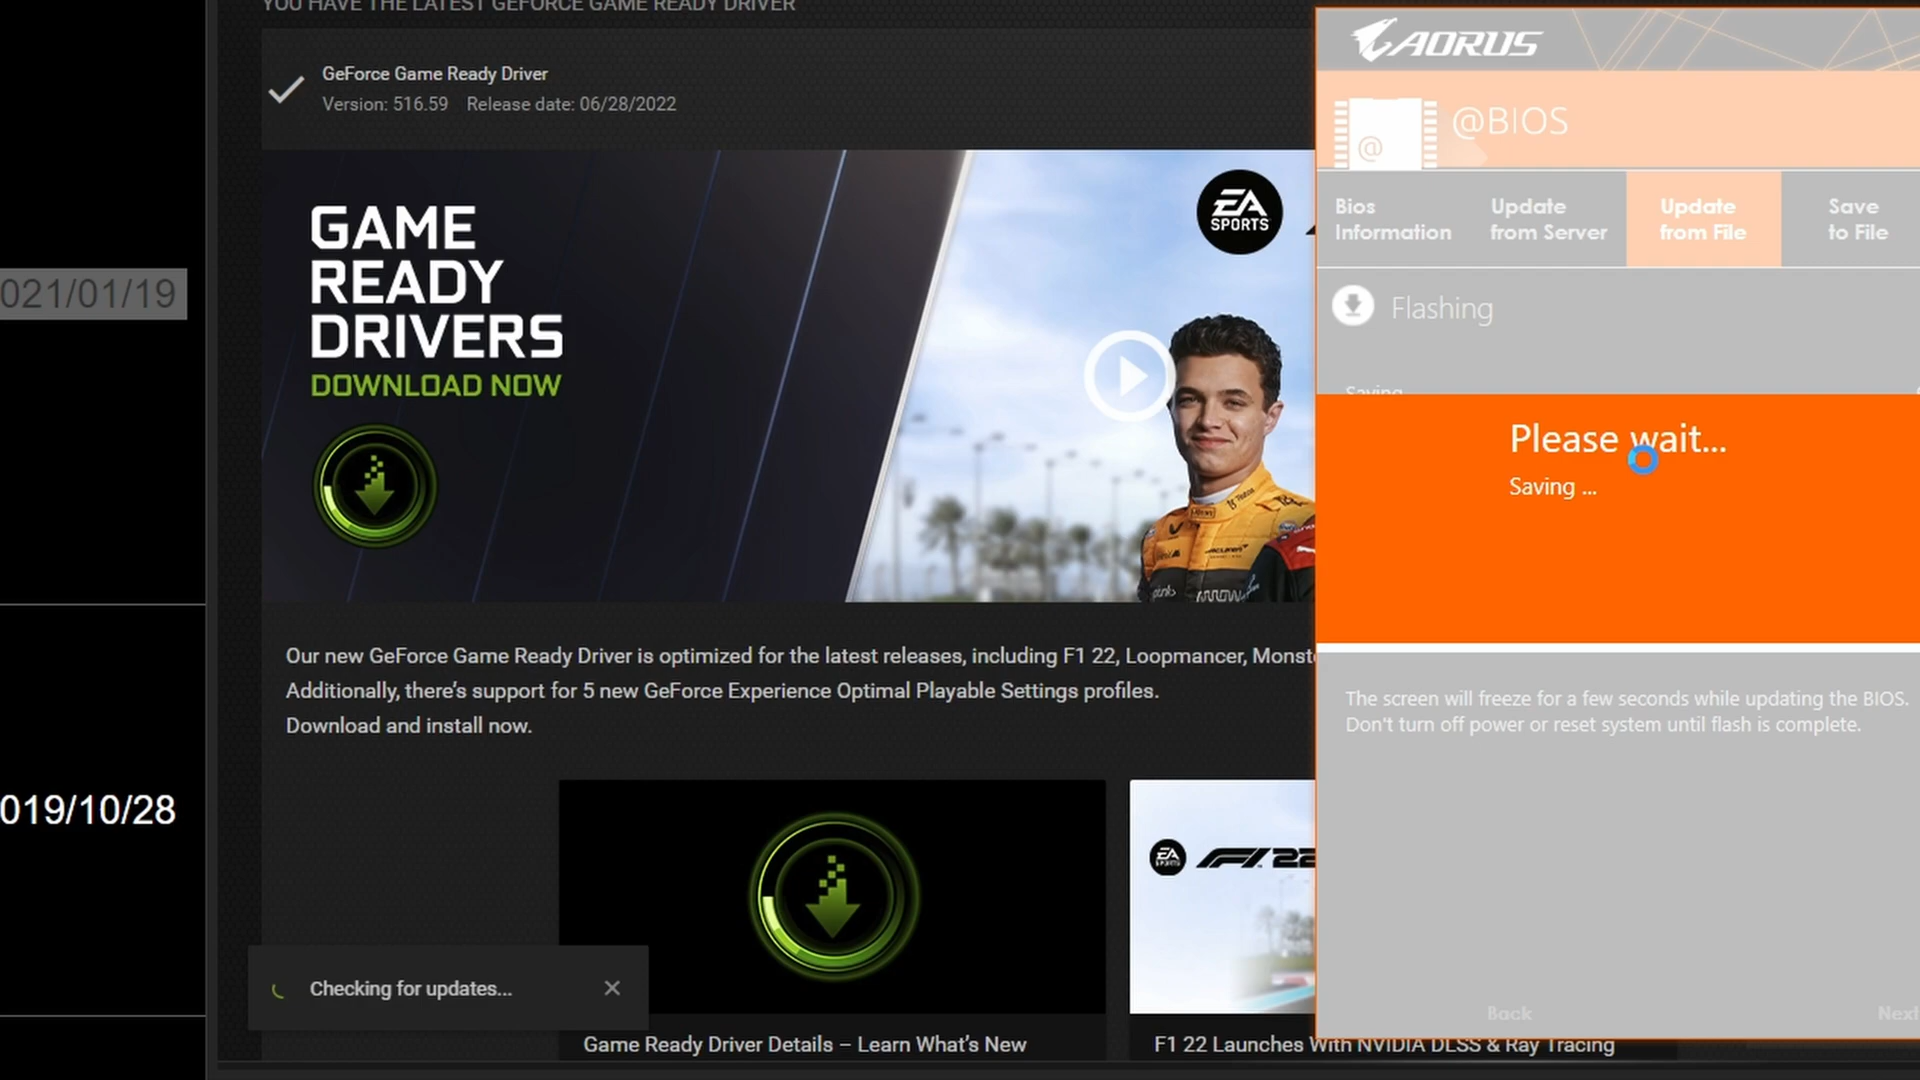 021/01/19
019/10/28
YOU HAVE THE LATEST GEFORCE GAME READY DRIVER
GeForce Game Ready Driver
Version: 516.59 Release date: 06/28/2022
GAME
READY
DRIVERS
DOWNLOAD NOW
EA
SPORTS
Our new GeForce Game Ready Driver is optimized for the latest releases, including F1 22, Loopmancer, Monst
Additionally, there's support for 5 new GeForce Experience Optimal Playable Settings profiles.
Download and install now.
EA
SPORTS
F1 22
Checking for updates...
Game Ready Driver Details – Learn What's New
F1 22 Launches With NVIDIA DLSS & Ray Tracing
AORUS
@
@BIOS
Bios
Information
Update
from Server
Update
from File
Save
to File
Flashing
Saving
Please wait...
Saving ...
The screen will freeze for a few seconds while updating the BIOS.
Don't turn off power or reset system until flash is complete.
Back
Next